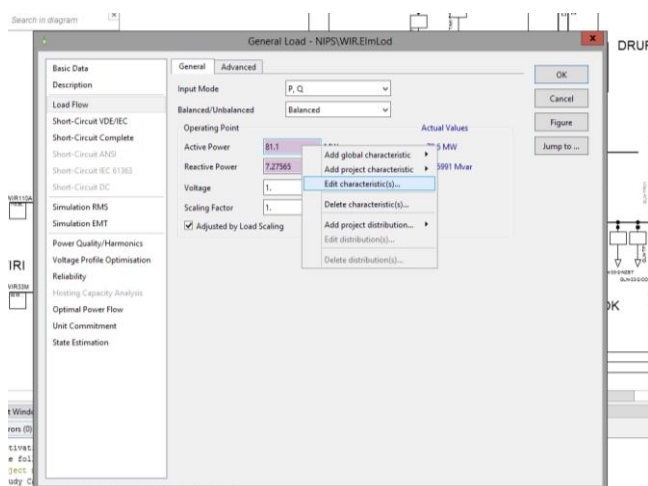 Search in diagram
General Load - NIPS\WIR.ElmLod
DRUP
Basic Data
Description
Load Flow
Short-Circuit VDE/IEC
Short-Circuit Complete
Short-Circuit ANSI
Short-Circuit IEC 61363
Short-Circuit DC
Simulation RMS
Simulation EMT
Power Quality/Harmonics
Voltage Profile Optimisation
Reliability
Hosting Capacity Analysis
Optimal Power Flow
Unit Commitment
State Estimation
General Advanced
Input Mode P, Q
Balanced/Unbalanced Balanced
Operating Point Actual Values
Active Power 81.1
Reactive Power 7.27565
Voltage 1.
Scaling Factor 1.
Adjusted by Load Scaling
MW
5991 Mvar
Add global characteristic
Add project characteristic
Edit characteristic(s)...
Delete characteristic(s)...
Add project distribution...
Edit distribution(s)...
Delete distribution(s)...
OK
Cancel
Figure
Jump to ...